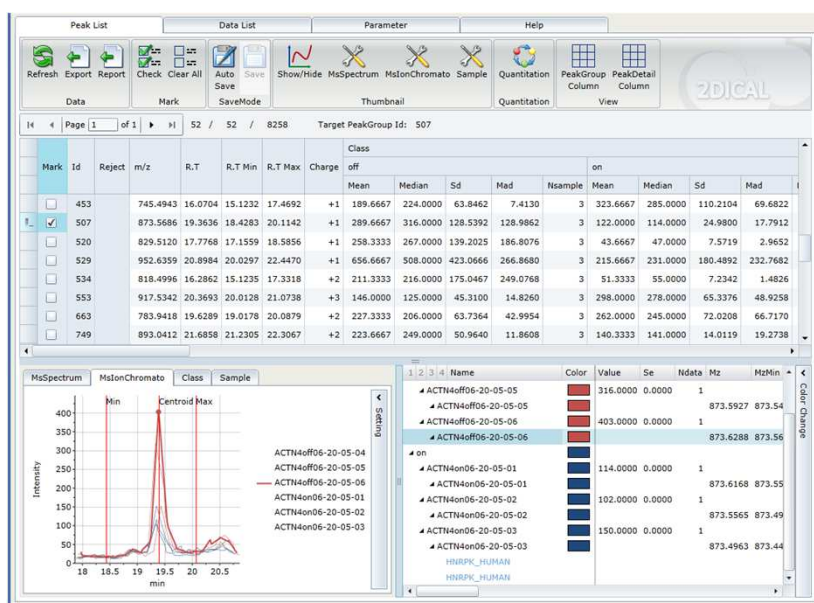 Peak List Data List Parameter Help
Refresh Export Report Check Clear All Auto Save Save Show/Hide MsSpectrum MsIonChromato Sample Quantitation PeakGroup Column PeakDetail Column 2DICAL
Data Mark SaveMode Thumbnail Quantitation View
Page 1 of 1 52 / 52 / 8258 Target PeakGroup Id: 507
Class
Mark Id Reject m/z R.T R.T Min R.T Max Charge off on
Mean Median Sd Mad Nsample Mean Median Sd Mad
453 745.4943 16.0704 15.1232 17.4692 +1 189.6667 224.0000 63.8462 7.4130 3 323.6667 285.0000 110.2104 69.6822
507 873.5686 19.3636 18.4283 20.1142 +1 289.6667 316.0000 128.5392 128.9862 3 122.0000 114.0000 24.9800 17.7912
520 829.5120 17.7768 17.1559 18.5856 +1 258.3333 267.0000 139.2025 186.8076 3 43.6667 47.0000 7.5719 2.9652
529 952.6359 20.8984 20.0297 22.4470 +1 656.6667 508.0000 423.0666 266.8680 3 215.6667 231.0000 180.4892 232.7682
534 818.4996 16.2862 15.1235 17.7318 +2 211.3333 216.0000 175.0467 249.0768 3 51.3333 55.0000 7.2342 1.4826
553 917.5342 20.3693 20.0128 21.0738 +3 146.0000 125.0000 45.3100 14.8260 3 298.0000 278.0000 65.3376 48.9258
663 783.9418 19.6289 19.0178 20.0879 +2 227.3333 206.0000 63.7364 42.9954 3 262.0000 245.0000 72.0208 66.7170
749 893.0412 21.6858 21.2305 22.3067 +2 223.6667 249.0000 50.9640 11.8608 3 140.3333 141.0000 14.0119 19.2738
MsSpectrum MsIonChromato Class Sample
Min Centroid Max
Intensity
400
350
300
250
200
150
100
50
0
18 18.5 19 19.5 20 20.5
min
ACTN4off06-20-05-04
ACTN4off06-20-05-05
ACTN4off06-20-05-06
ACTN4on06-20-05-01
ACTN4on06-20-05-02
ACTN4on06-20-05-03
Setting
1 2 3 4 Name Color Value Se Ndata Mz MzMin
ACTN4off06-20-05-05 316.0000 0.0000 1
ACTN4off06-20-05-05 873.5927 873.54
ACTN4off06-20-05-06 403.0000 0.0000 1
ACTN4off06-20-05-06 873.6288 873.56
on
ACTN4on06-20-05-01 114.0000 0.0000 1
ACTN4on06-20-05-01 873.6168 873.55
ACTN4on06-20-05-02 102.0000 0.0000 1
ACTN4on06-20-05-02 873.5565 873.49
ACTN4on06-20-05-03 150.0000 0.0000 1
ACTN4on06-20-05-03 873.4963 873.44
HNRPK_HUMAN
HNRPK_HUMAN
Color Change